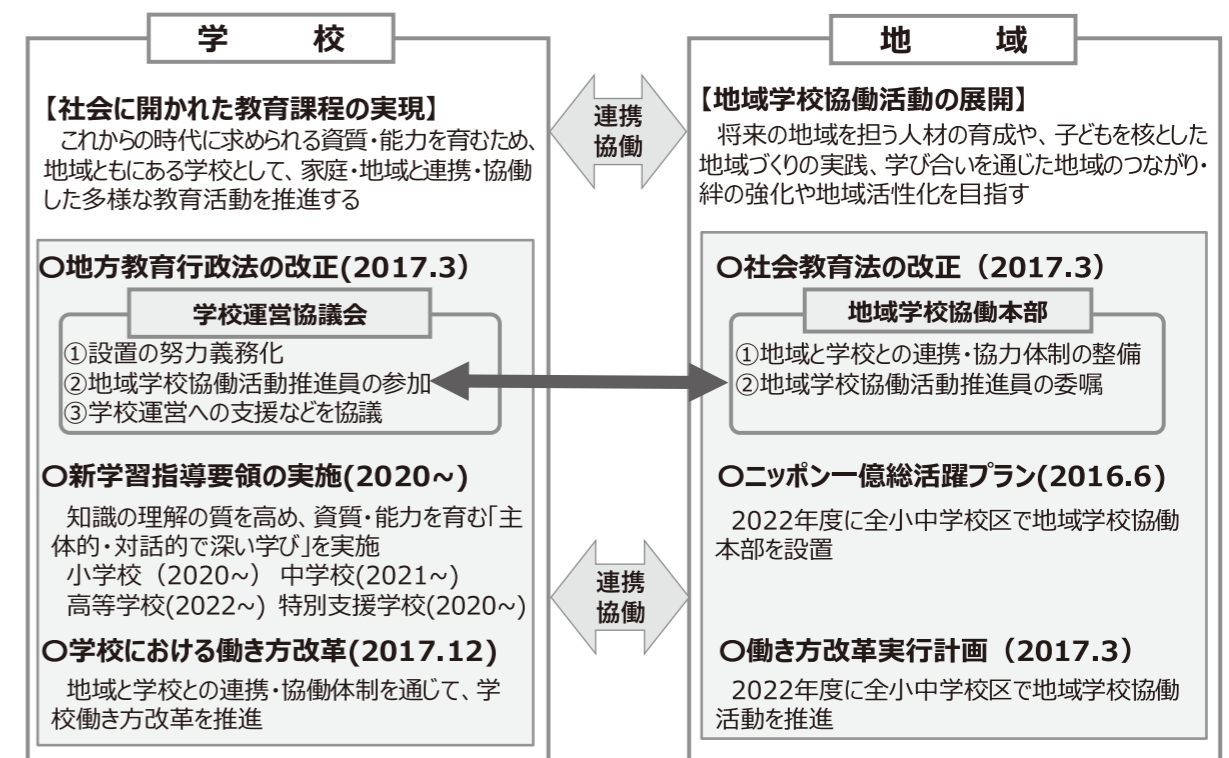 学　校
【社会に開かれた教育課程の実現】
これからの時代に求められる資質・能力を育むため、
地域ともにある学校として、家庭・地域と連携・協働
した多様な教育活動を推進する
〇地方教育行政法の改正(2017.3)
学校運営協議会
①設置の努力義務化
②地域学校協働活動推進員の参加
③学校運営への支援などを協議
〇新学習指導要領の実施(2020~)
知識の理解の質を高め、資質・能力を育む「主
体的・対話的で深い学び」を実施
小学校（2020~） 中学校(2021~)
高等学校(2022~) 特別支援学校(2020~)
〇学校における働き方改革(2017.12)
地域と学校との連携・協働体制を通じて、学
校働き方改革を推進
連携
協働
連携
協働
地　域
【地域学校協働活動の展開】
将来の地域を担う人材の育成や、子どもを核とした
地域づくりの実践、学び合いを通じた地域のつながり・
絆の強化や地域活性化を目指す
〇社会教育法の改正（2017.3）
地域学校協働本部
①地域と学校との連携・協力体制の整備
②地域学校協働活動推進員の委嘱
〇ニッポン一億総活躍プラン(2016.6)
2022年度に全小中学校区で地域学校協働
本部を設置
〇働き方改革実行計画（2017.3）
2022年度に全小中学校区で地域学校協働
活動を推進